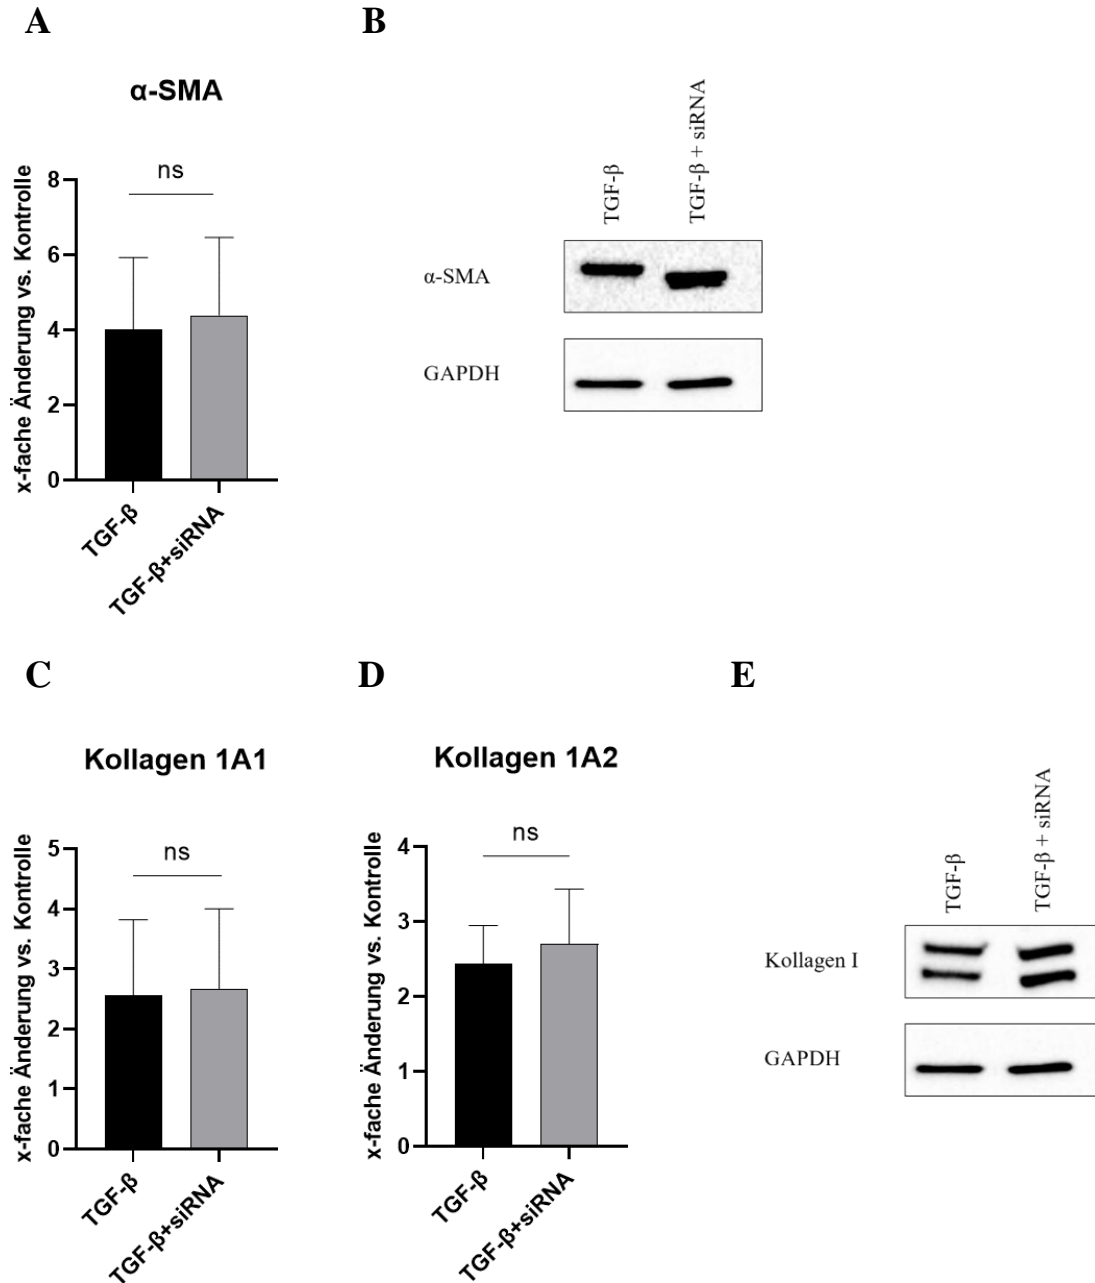 A
α-SMA
x-fache Änderung vs. Kontrolle
8
6
4
2
0
ns
TGF-β
TGF-β+siRNA
B
TGF-β
TGF-β + siRNA
α-SMA
GAPDH
C
Kollagen 1A1
x-fache Änderung vs. Kontrolle
5
4
3
2
1
0
ns
TGF-β
TGF-β+siRNA
D
Kollagen 1A2
x-fache Änderung vs. Kontrolle
4
3
2
1
0
ns
TGF-β
TGF-β+siRNA
E
TGF-β
TGF-β + siRNA
Kollagen I
GAPDH